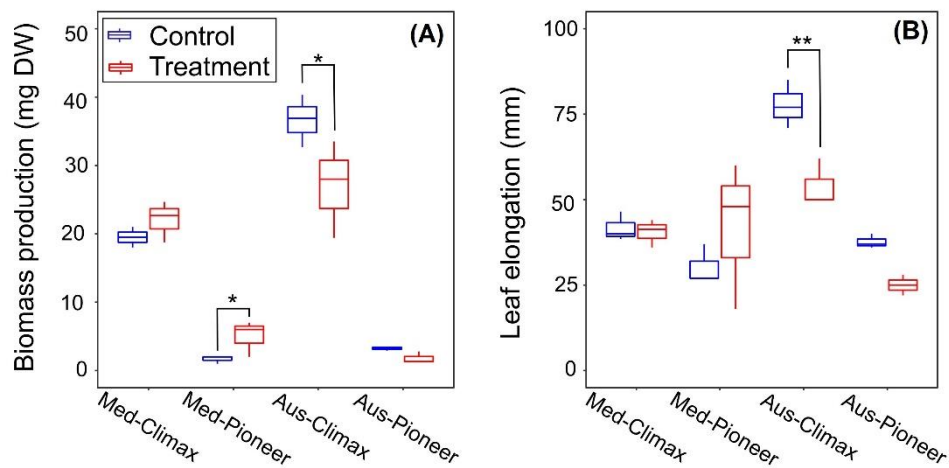 Biomass production (mg DW)
50
40
30
20
10
0
Control
Treatment
(A)
*
*
Med-Climax
Med-Pioneer
Aus-Climax
Aus-Pioneer
Leaf elongation (mm)
100
75
50
25
0
(B)
**
Med-Climax
Med-Pioneer
Aus-Climax
Aus-Pioneer